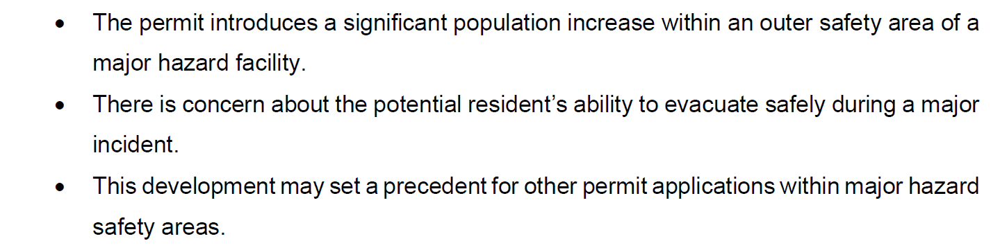 • The permit introduces a significant population increase within an outer safety area of a
major hazard facility.
• There is concern about the potential resident’s ability to evacuate safely during a major
incident.
• This development may set a precedent for other permit applications within major hazard
safety areas.